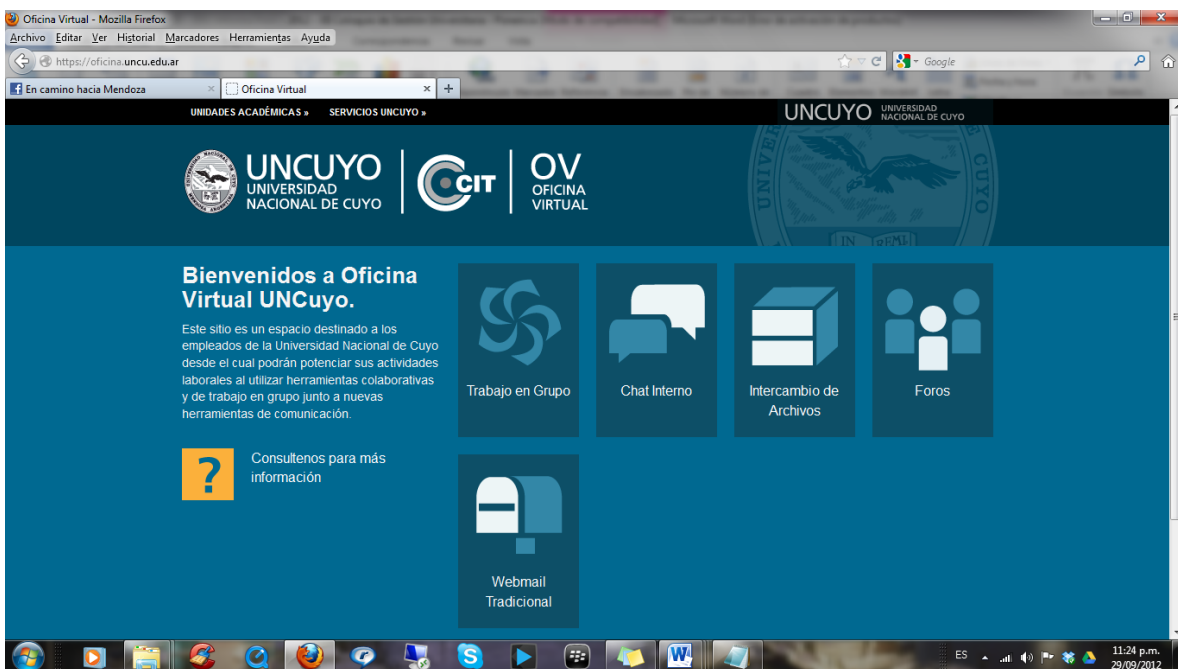 Oficina Virtual - Mozilla Firefox
Archivo Editar Ver Historial Marcadores Herramientas Ayuda
https://oficina.uncu.edu.ar
Google
En camino hacia Mendoza
Oficina Virtual
UNIDADES ACADÉMICAS »
SERVICIOS UNCUYO »
UNCUYO UNIVERSIDAD
NACIONAL DE CUYO
UNCUYO
UNIVERSIDAD
NACIONAL DE CUYO
CIT
OV
OFICINA
VIRTUAL
IN
Bienvenidos a Oficina
Virtual UNCuyo.
Este sitio es un espacio destinado a los
empleados de la Universidad Nacional de Cuyo
desde el cual podrán potenciar sus actividades
laborales al utilizar herramientas colaborativas
y de trabajo en grupo junto a nuevas
herramientas de comunicación.
?
Consultenos para más
información
Trabajo en Grupo
Chat Interno
Intercambio de
Archivos
Foros
Webmail
Tradicional
ES
11:24 p.m.
29/09/2012